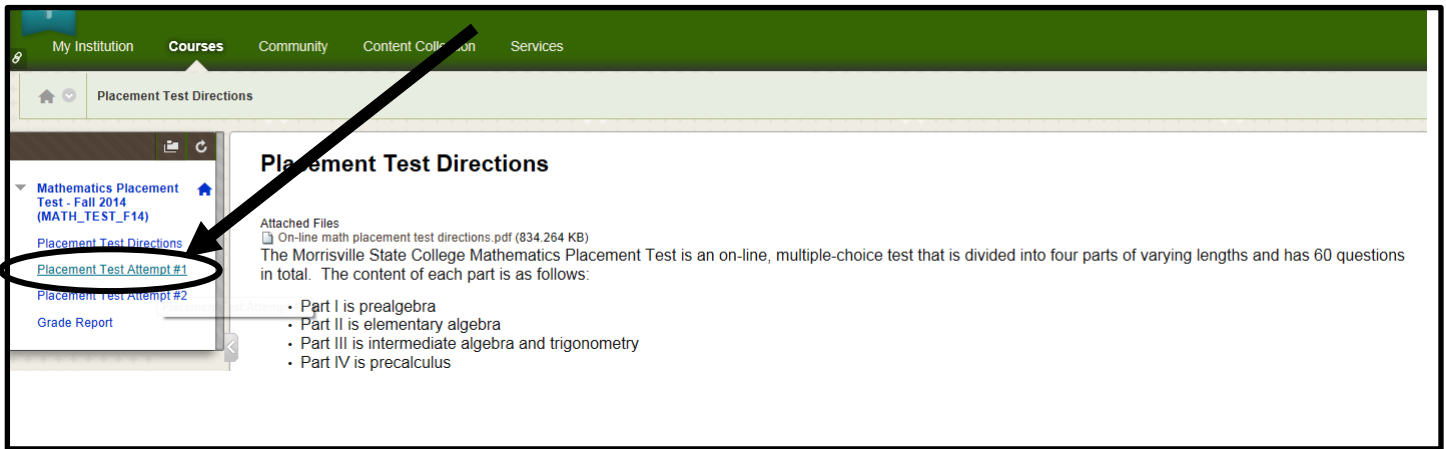 My Institution Courses Community Content Collection Services
Placement Test Directions
Mathematics Placement
Test - Fall 2014
(MATH_TEST_F14)
Placement Test Directions
Placement Test Attempt #1
Placement Test Attempt #2
Grade Report
Placement Test Directions
Attached Files
On-line math placement test directions.pdf (834.264 KB)
The Morrisville State College Mathematics Placement Test is an on-line, multiple-choice test that is divided into four parts of varying lengths and has 60 questions
in total. The content of each part is as follows:
• Part I is prealgebra
• Part II is elementary algebra
• Part III is intermediate algebra and trigonometry
• Part IV is precalculus